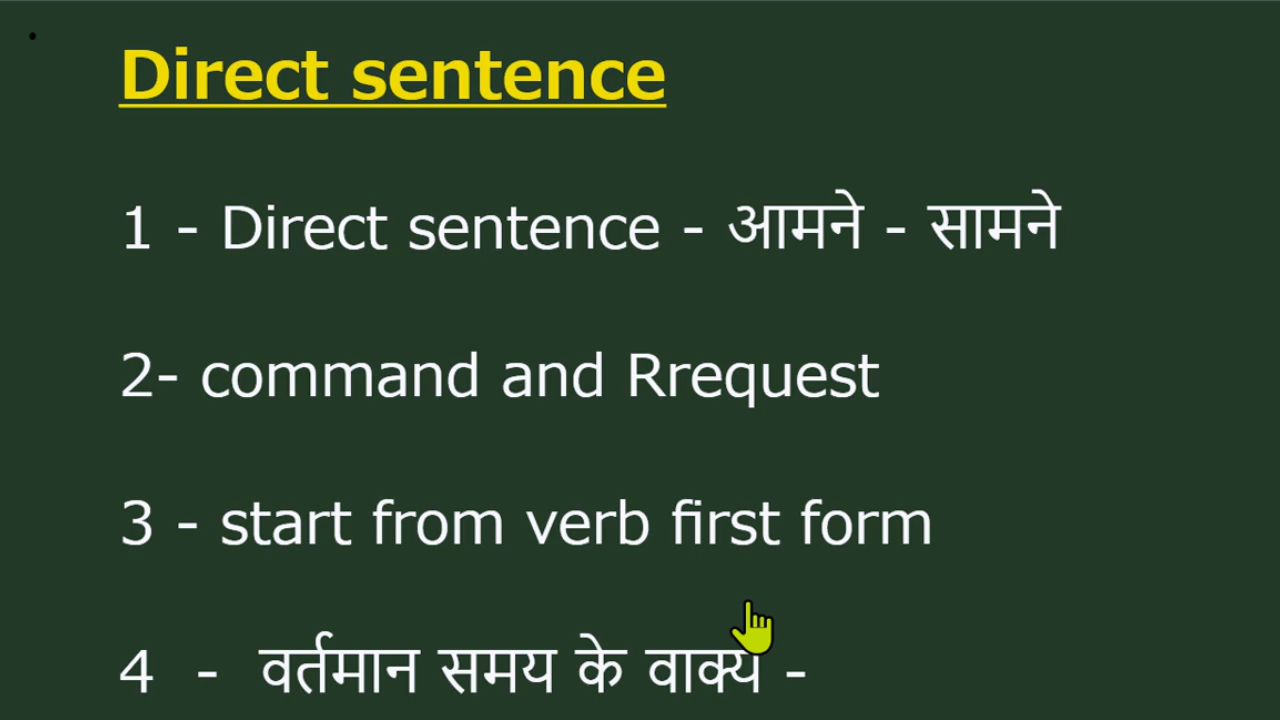 Direct sentence
1 - Direct sentence - आमने - सामने
2- command and Rrequest
3 - start from verb first form
4 - वर्तमान समय के वाक्य -